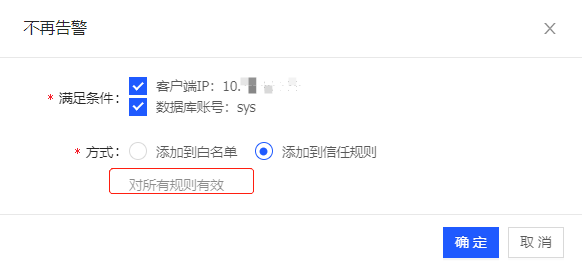 不再告警
* 满足条件： 客户端IP：10.
数据库账号：sys
* 方式： 添加到白名单 添加到信任规则
对所有规则有效
确 定 取 消